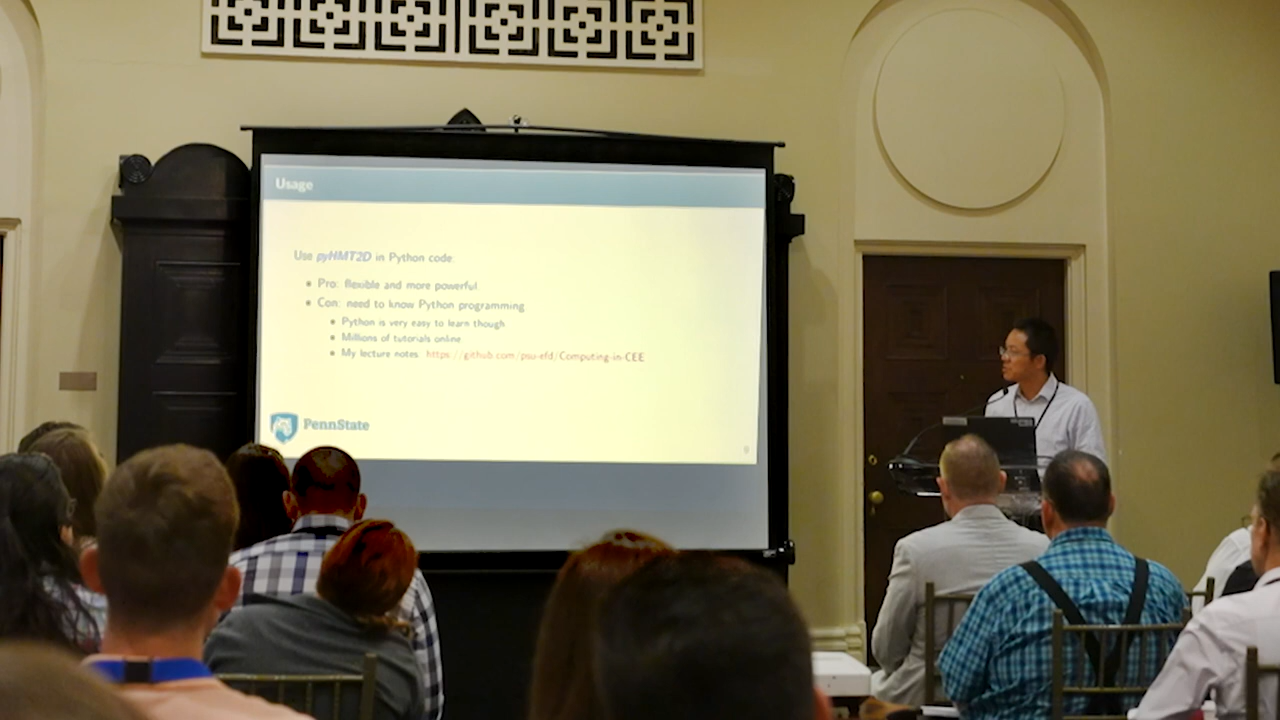 Usage
Use pyHMT2D in Python code:
• Pro: flexible and more powerful
• Con: need to know Python programming
• Python is very easy to learn though
• Millions of tutorials online
• My lecture notes: https://github.com/psu-efd/Computing-in-CEE
PennState
9